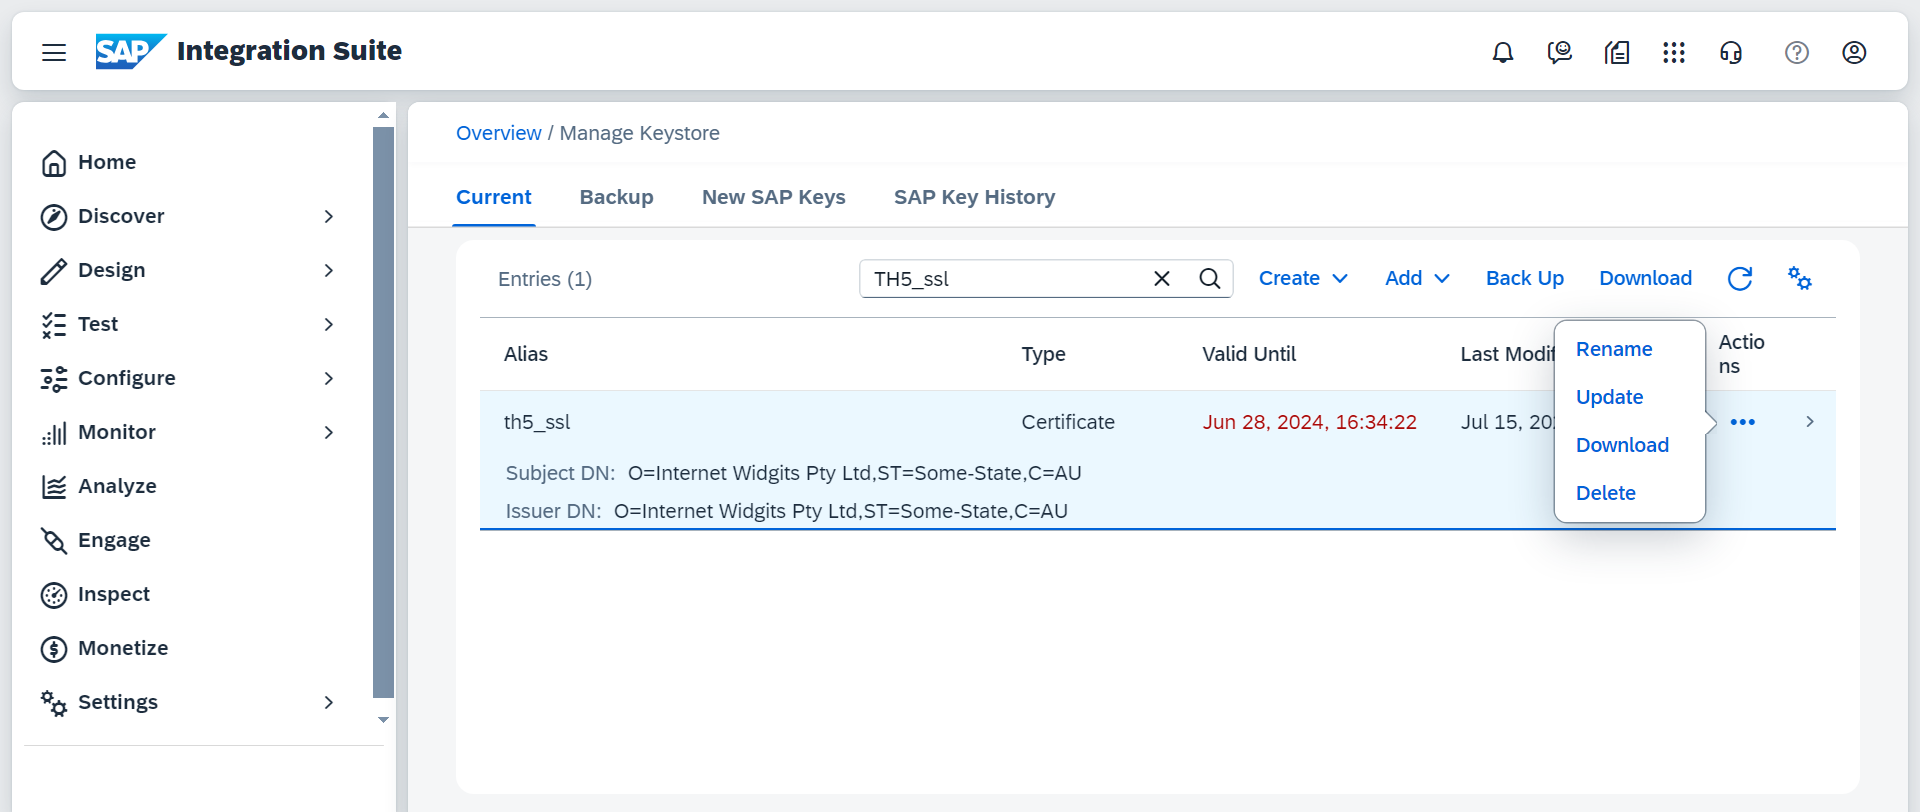 SAP Integration Suite
Home
Discover
Design
Test
Configure
Monitor
Analyze
Engage
Inspect
Monetize
Settings
Overview / Manage Keystore
Current Backup New SAP Keys SAP Key History
Entries (1) TH5_ssl Create Add Back Up Download
Alias Type Valid Until Last Modif Actio
ns
th5_ssl Certificate Jun 28, 2024, 16:34:22 Jul 15, 20
Subject DN: O=Internet Widgits Pty Ltd,ST=Some-State,C=AU
Issuer DN: O=Internet Widgits Pty Ltd,ST=Some-State,C=AU
Rename
Update
Download
Delete